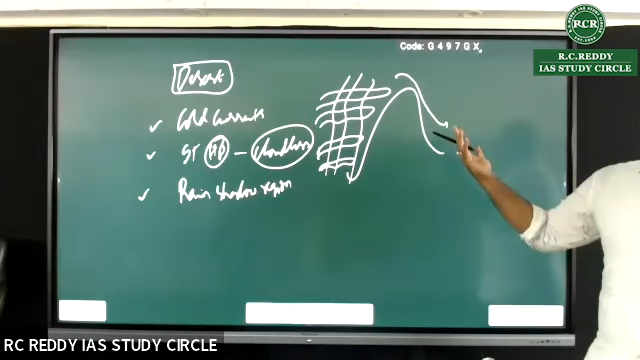 Code: G 4 9 7 G X,
R.C.REDDY
IAS STUDY CIRCLE
RCR
Desert
Cold Currents
ST HP –
Rain shadow region
RC REDDY IAS STUDY CIRCLE